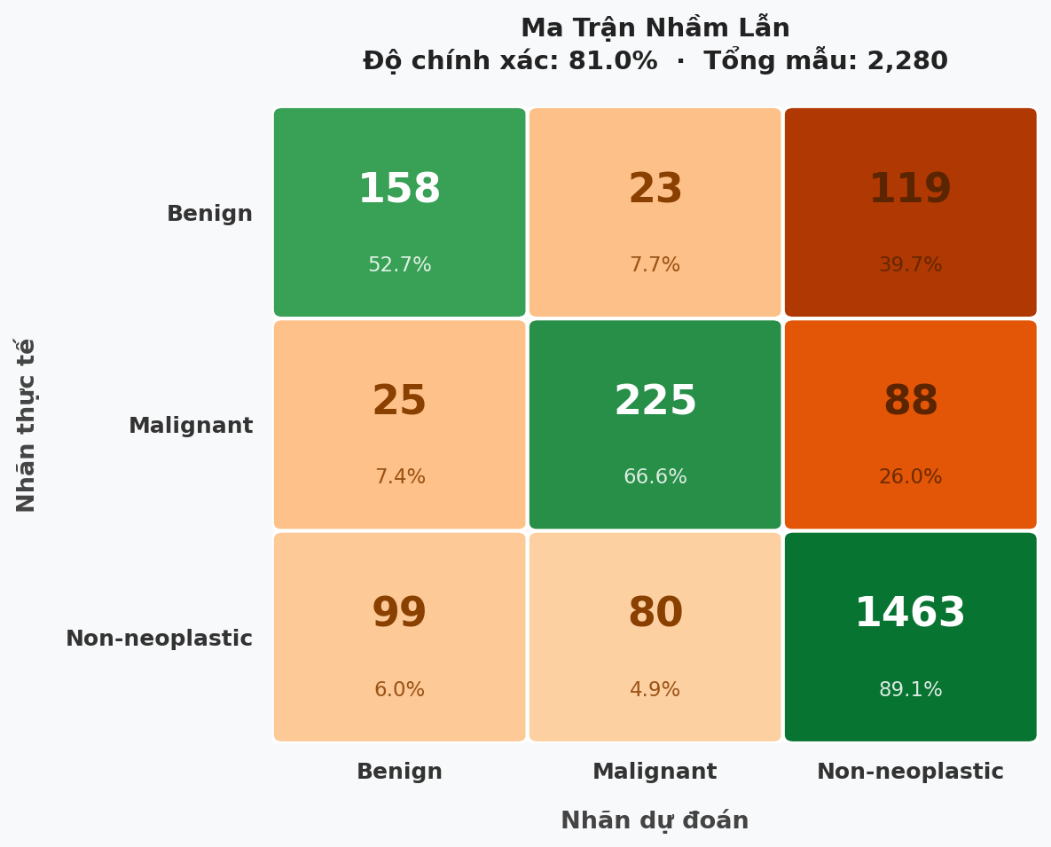 Ma Trận Nhầm Lẫn
Độ chính xác: 81.0%  ·  Tổng mẫu: 2,280
Nhãn thực tế
Benign
158
23
119
52.7%
7.7%
39.7%
Malignant
25
225
88
7.4%
66.6%
26.0%
Non-neoplastic
99
80
1463
6.0%
4.9%
89.1%
Benign
Malignant
Non-neoplastic
Nhãn dự đoán